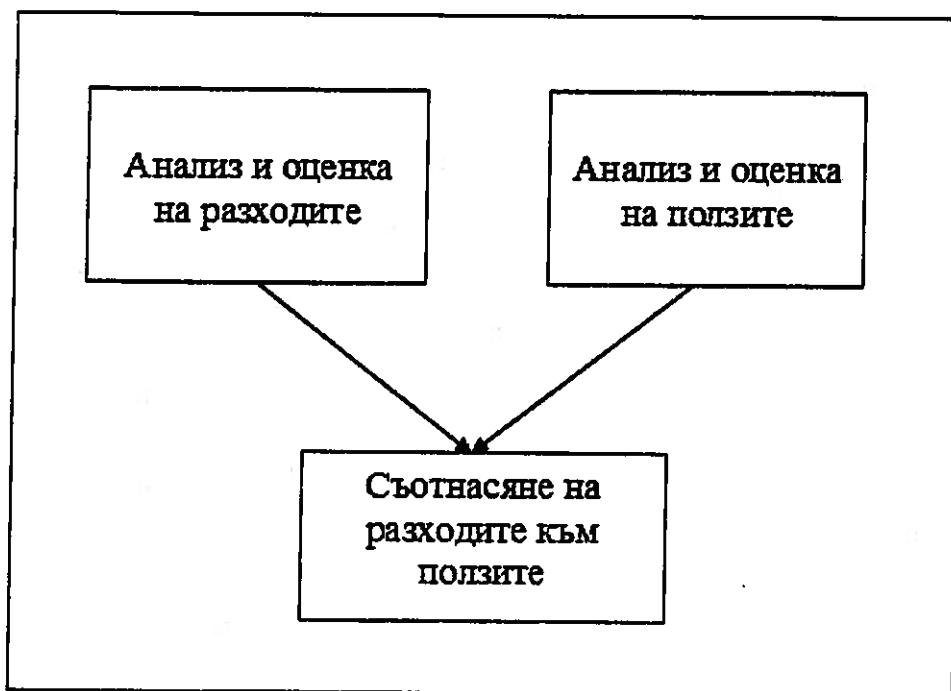 Анализ и оценка
на разходите
Анализ и оценка
на ползите
Съотнасяне на
разходите към
ползите